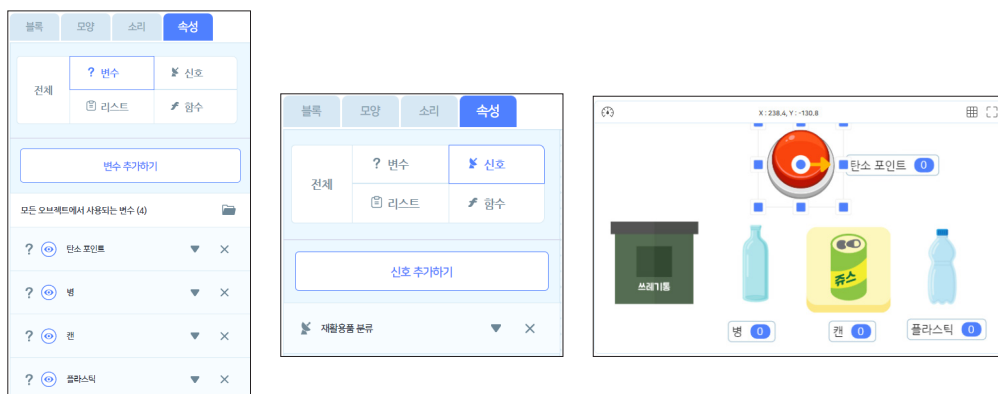 블록 모양 소리 속성
전체
? 변수
신호
리스트
함수
변수 추가하기
모든 오브젝트에서 사용되는 변수 (4)
? 탄소 포인트
? 병
? 캔
? 플라스틱
블록 모양 소리 속성
전체
? 변수
신호
리스트
함수
신호 추가하기
재활용품 분류
X : 238.4, Y : -130.8
탄소 포인트 0
쓰레기통
쥬스
병 0
캔 0
플라스틱 0